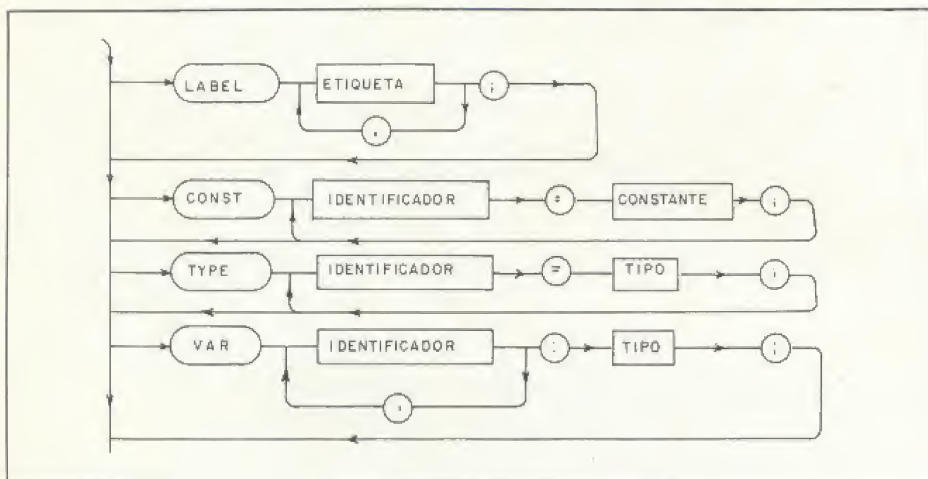 LABEL ETIQUETA ;
,
CONST IDENTIFICADOR = CONSTANTE ;
TYPE IDENTIFICADOR = TIPO ;
VAR IDENTIFICADOR : TIPO ;
,